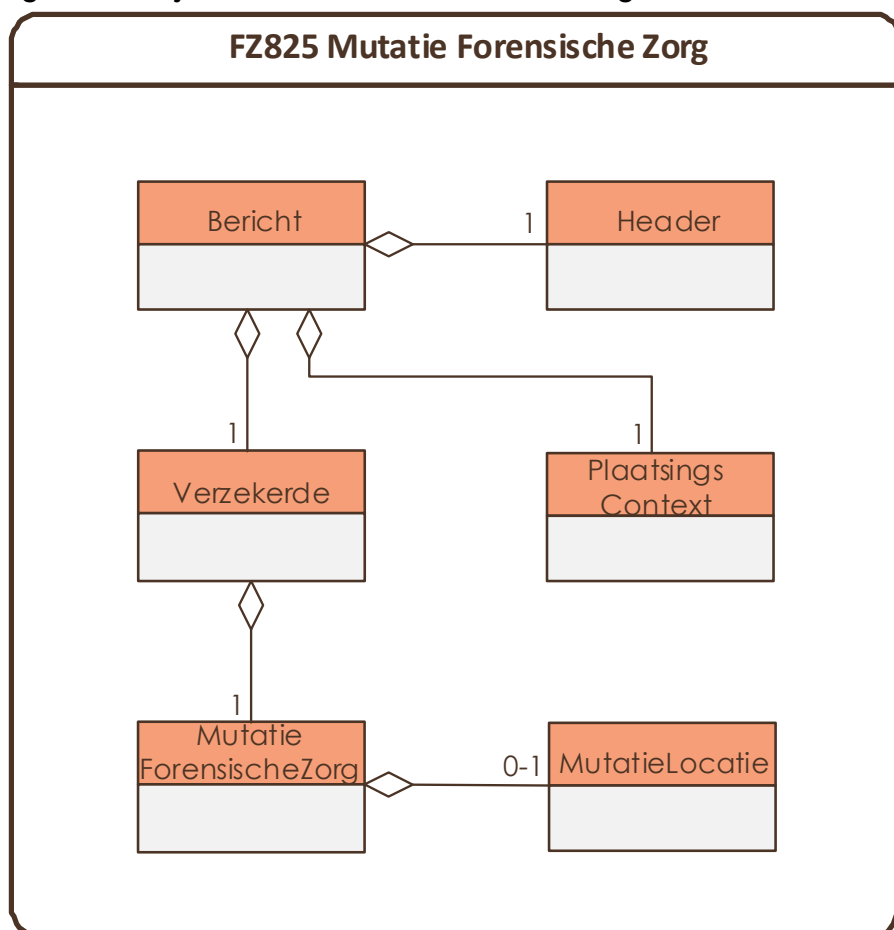 FZ825 Mutatie Forensische Zorg
Bericht
1
Header
1
1
Verzekerde
Plaatsings
Context
1
Mutatie
ForensischeZorg
0-1
MutatieLocatie